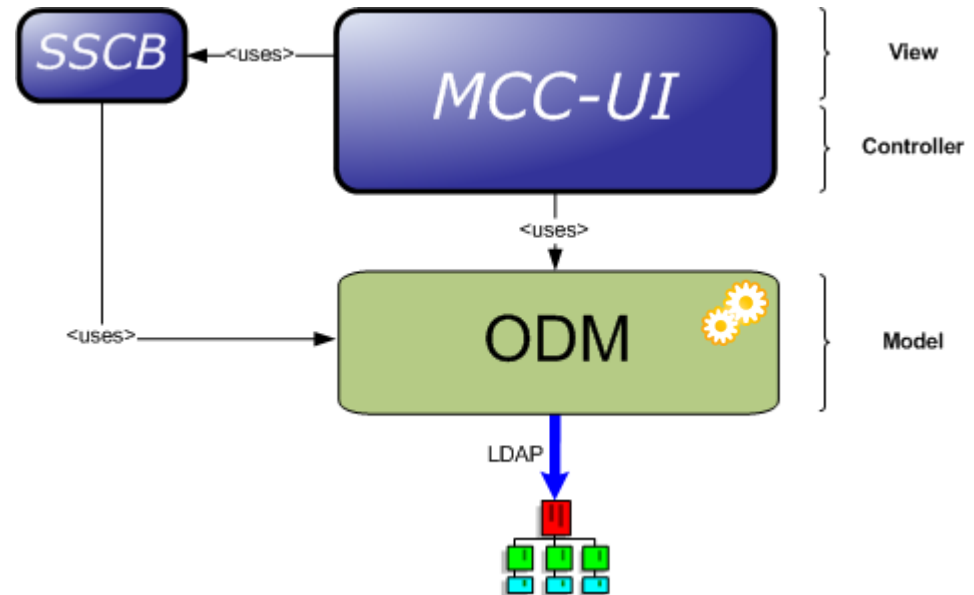 SSCB
<uses>
MCC-UI
View
Controller
<uses>
<uses>
ODM
Model
LDAP